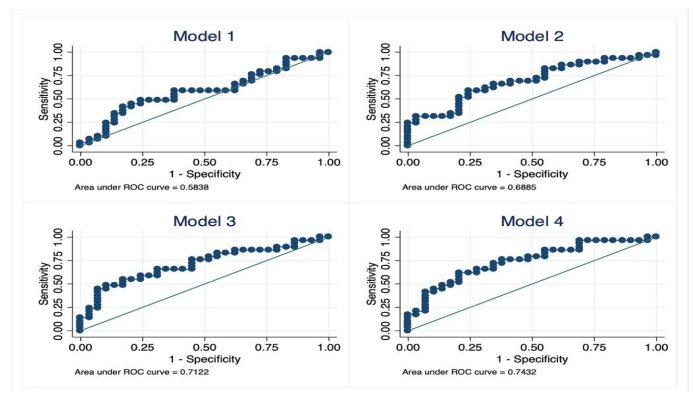 Model 1
Sensitivity
0.00 0.25 0.50 0.75 1.00
0.00 0.25 0.50 0.75 1.00
1 - Specificity
Area under ROC curve = 0.5838
Model 2
Sensitivity
0.00 0.25 0.50 0.75 1.00
0.00 0.25 0.50 0.75 1.00
1 - Specificity
Area under ROC curve = 0.6885
Model 3
Sensitivity
0.00 0.25 0.50 0.75 1.00
0.00 0.25 0.50 0.75 1.00
1 - Specificity
Area under ROC curve = 0.7122
Model 4
Sensitivity
0.00 0.25 0.50 0.75 1.00
0.00 0.25 0.50 0.75 1.00
1 - Specificity
Area under ROC curve = 0.7432